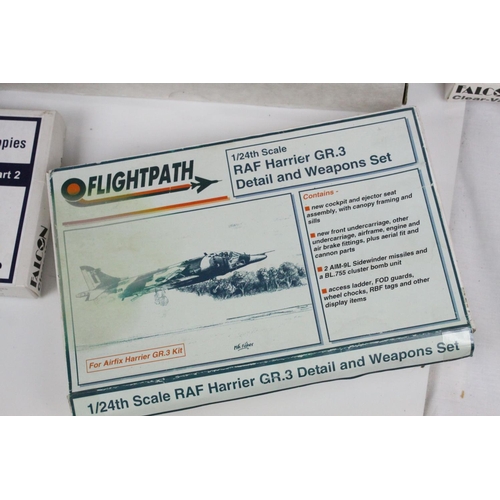 FALCON
Clear-V
pies
rt 2
FALCON
FLIGHTPATH
1/24th Scale
RAF Harrier GR.3
Detail and Weapons Set
Contains -
new cockpit and ejector seat
assembly, with canopy framing and
sills
new front undercarriage, other
undercarriage, airframe, engine and
air brake fittings, plus aerial fit and
cannon parts
2 AIM-9L Sidewinder missiles and
a BL.755 cluster bomb unit
access ladder, FOD guards,
wheel chocks, RBF tags and other
display items
For Airfix Harrier GR.3 Kit
1/24th Scale RAF Harrier GR.3 Detail and Weapons Set